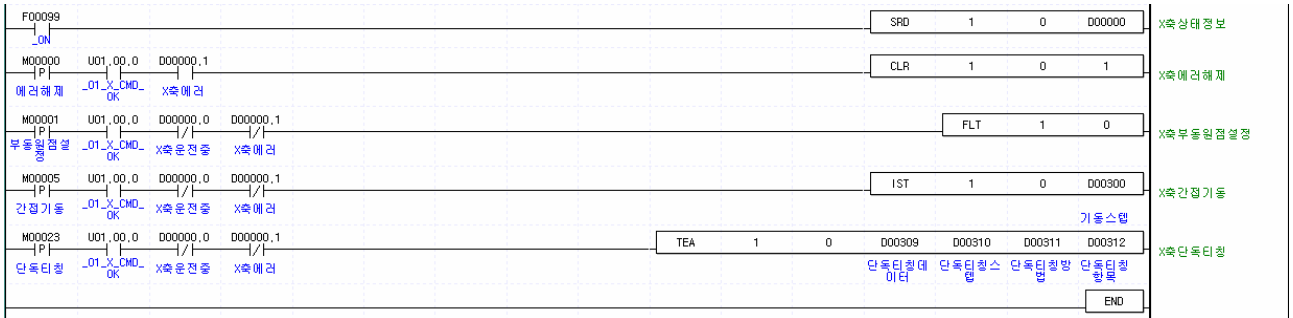 F00099
SRD 1 0 D00000
X축상태정보
_ON
M00000 U01.00.0 D00000.1
P
CLR 1 0 1
X축에러해제
에러해제 _01_X_CMD_OK X축에러
M00001 U01.00.0 D00000.0 D00000.1
P
FLT 1 0
X축부동원점설정
부동원점설정 _01_X_CMD_OK X축운전중 X축에러
M00005 U01.00.0 D00000.0 D00000.1
P
IST 1 0 D00300
X축간접기동
간접기동 _01_X_CMD_OK X축운전중 X축에러
기동스텝
M00023 U01.00.0 D00000.0 D00000.1
P
TEA 1 0 D00309 D00310 D00311 D00312
X축단독티칭
단독티칭 _01_X_CMD_OK X축운전중 X축에러
단독티칭데이터 단독티칭스텝 단독티칭방법 단독티칭항목
END